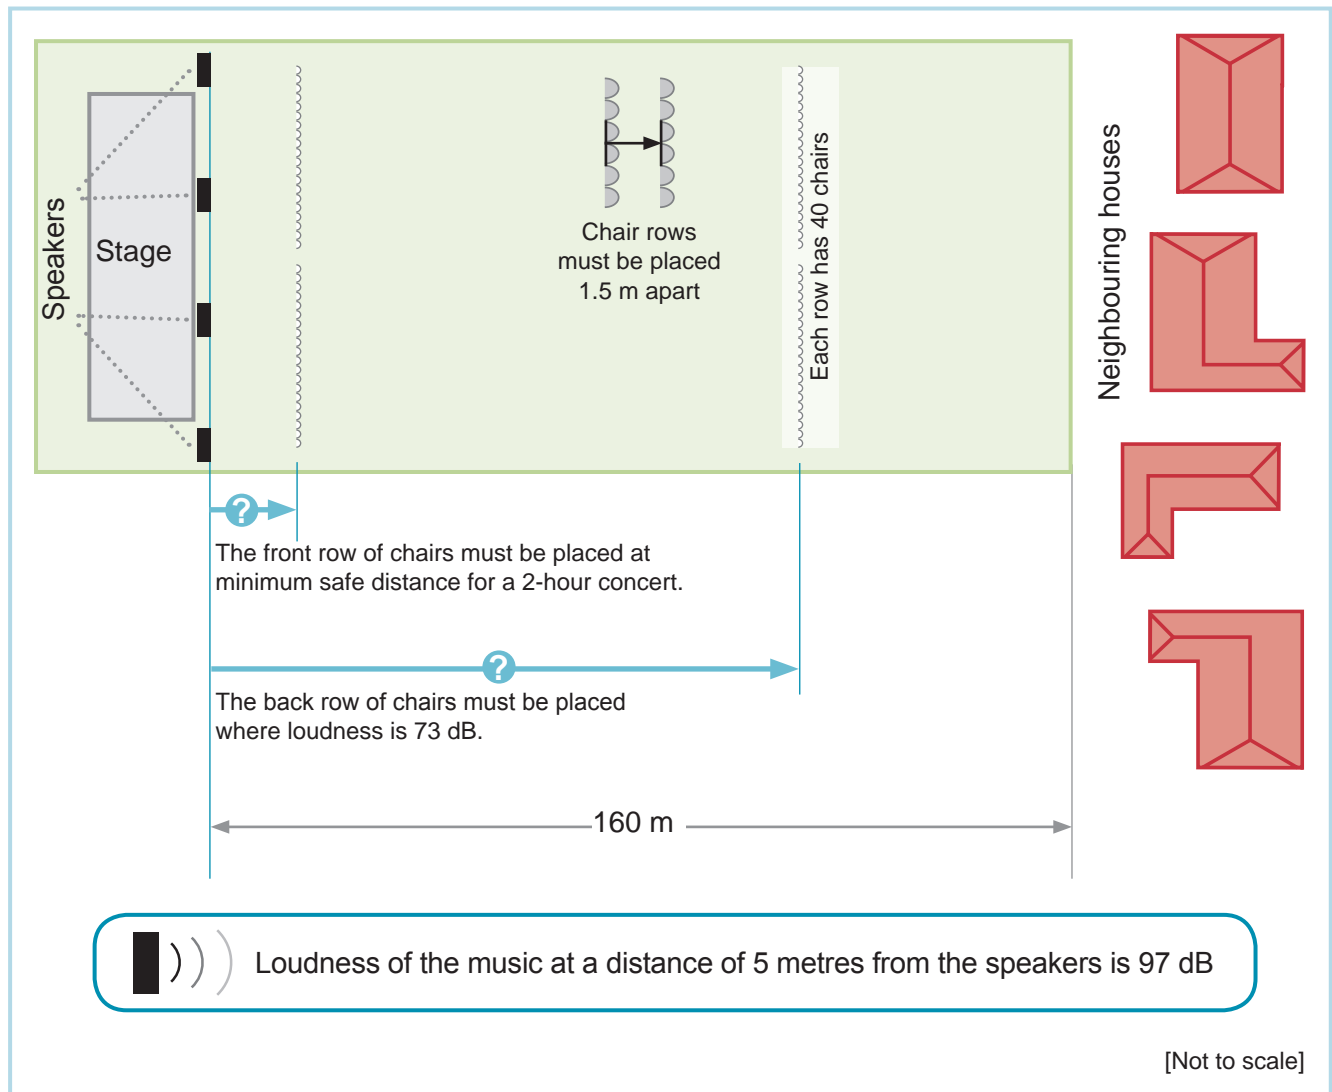 Speakers
Stage
Chair rows
must be placed
1.5 m apart
Each row has 40 chairs
Neighbouring houses
?
The front row of chairs must be placed at
minimum safe distance for a 2-hour concert.
?
The back row of chairs must be placed
where loudness is 73 dB.
160 m
Loudness of the music at a distance of 5 metres from the speakers is 97 dB
[Not to scale]